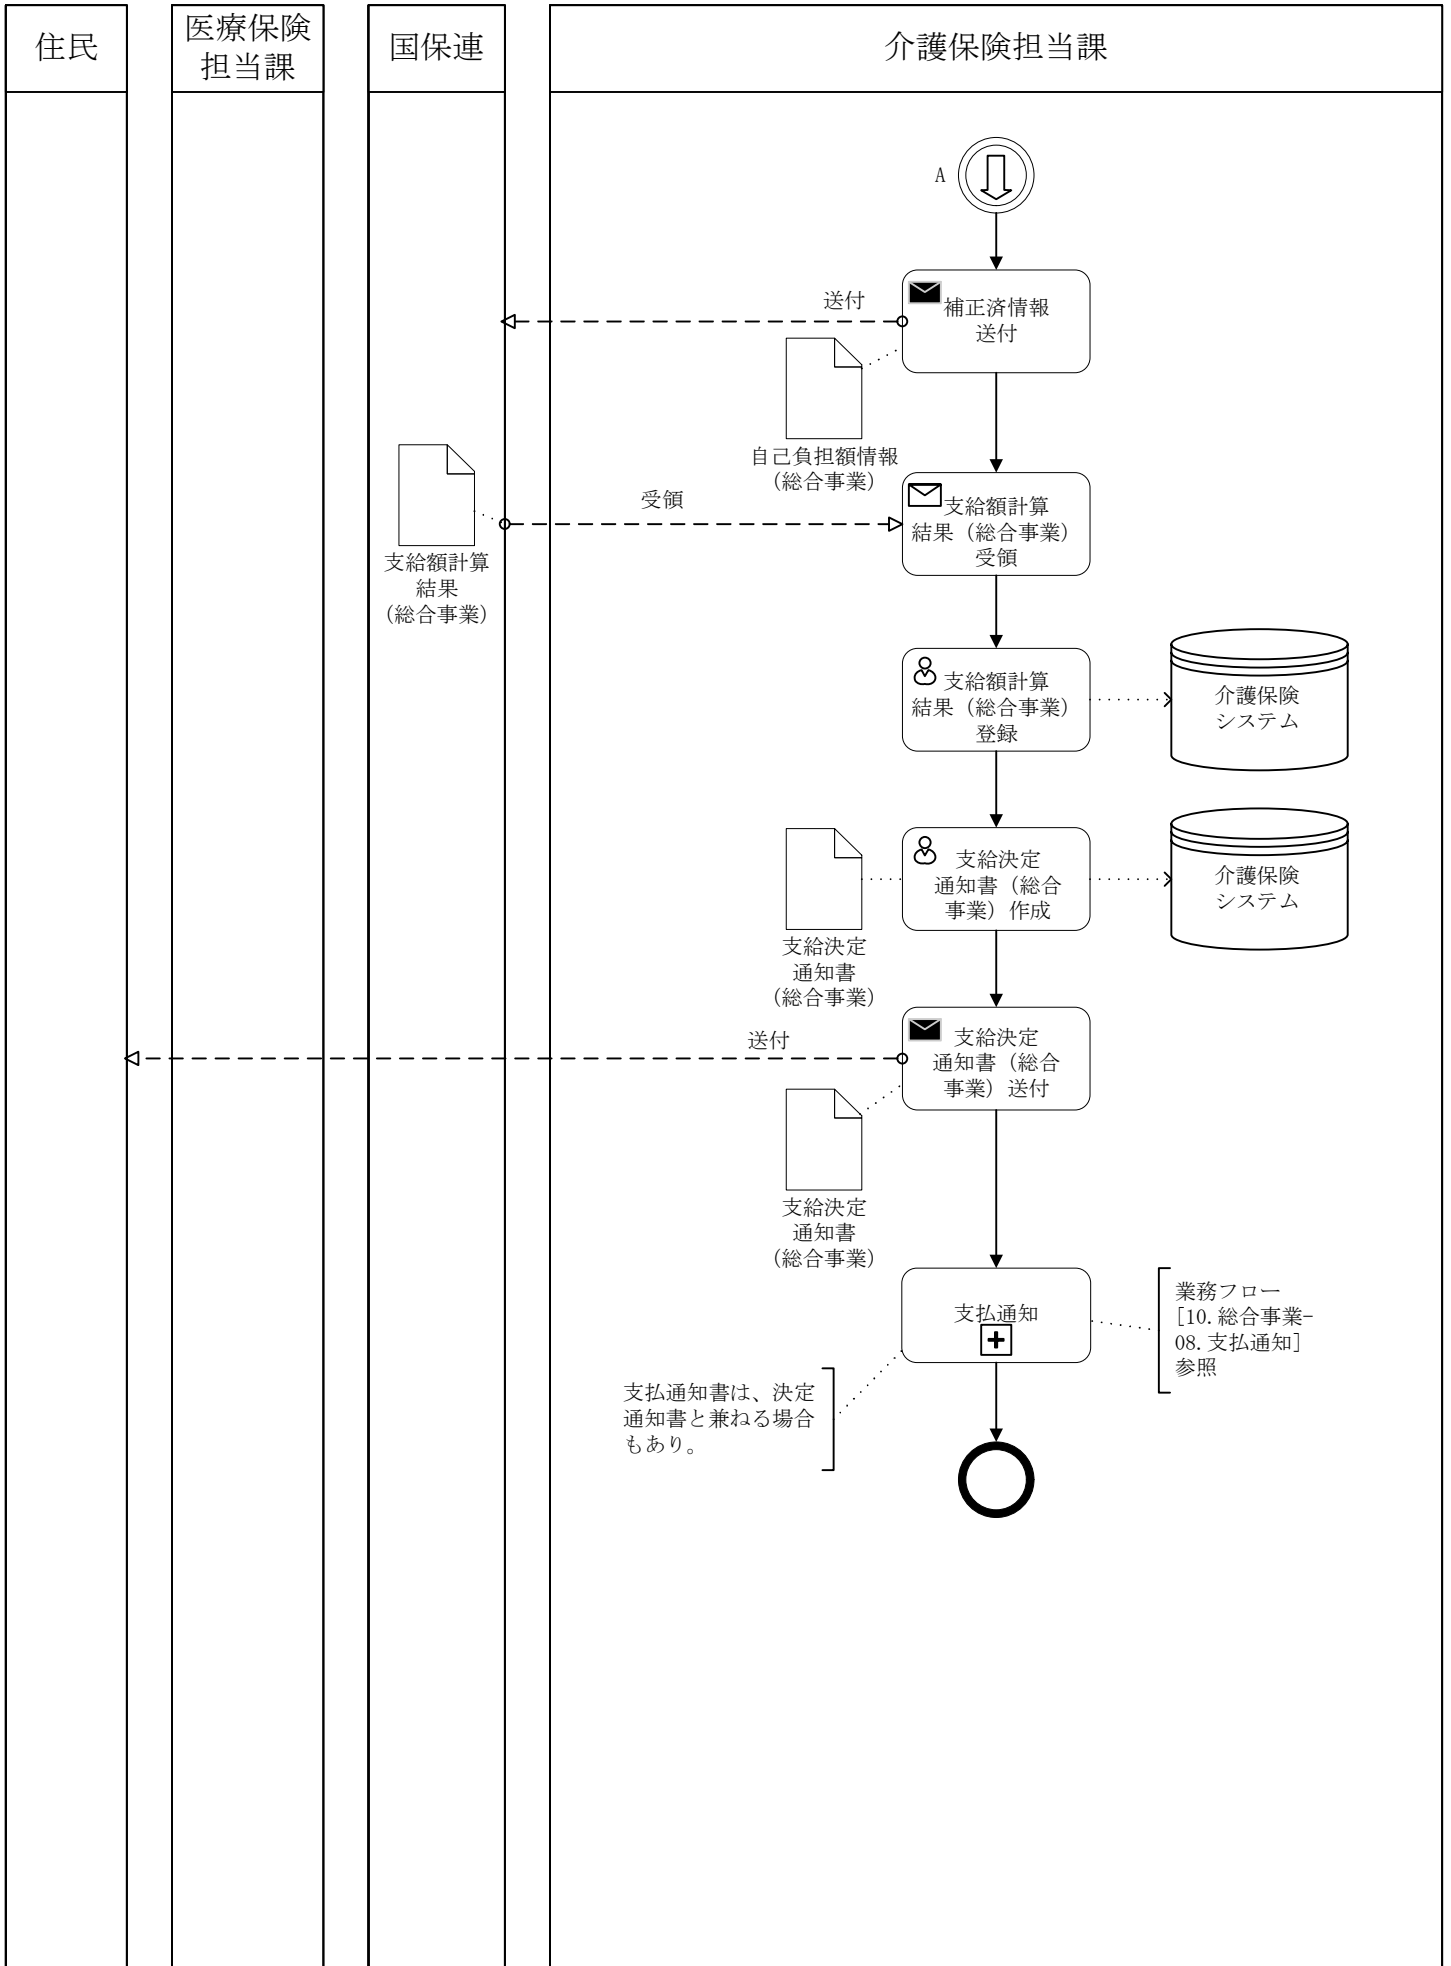 住民
医療保険
担当課
国保連
介護保険担当課
A
送付
補正済情報
送付
自己負担額情報
（総合事業）
受領
支給額計算
結果
（総合事業）
支給額計算
結果（総合事業）
受領
支給額計算
結果（総合事業）
登録
介護保険
システム
支給決定
通知書（総合
事業）作成
介護保険
システム
支給決定
通知書
（総合事業）
送付
支給決定
通知書（総合
事業）送付
支給決定
通知書
（総合事業）
支払通知
業務フロー
[10.総合事業-
08.支払通知]
参照
支払通知書は、決定
通知書と兼ねる場合
もあり。